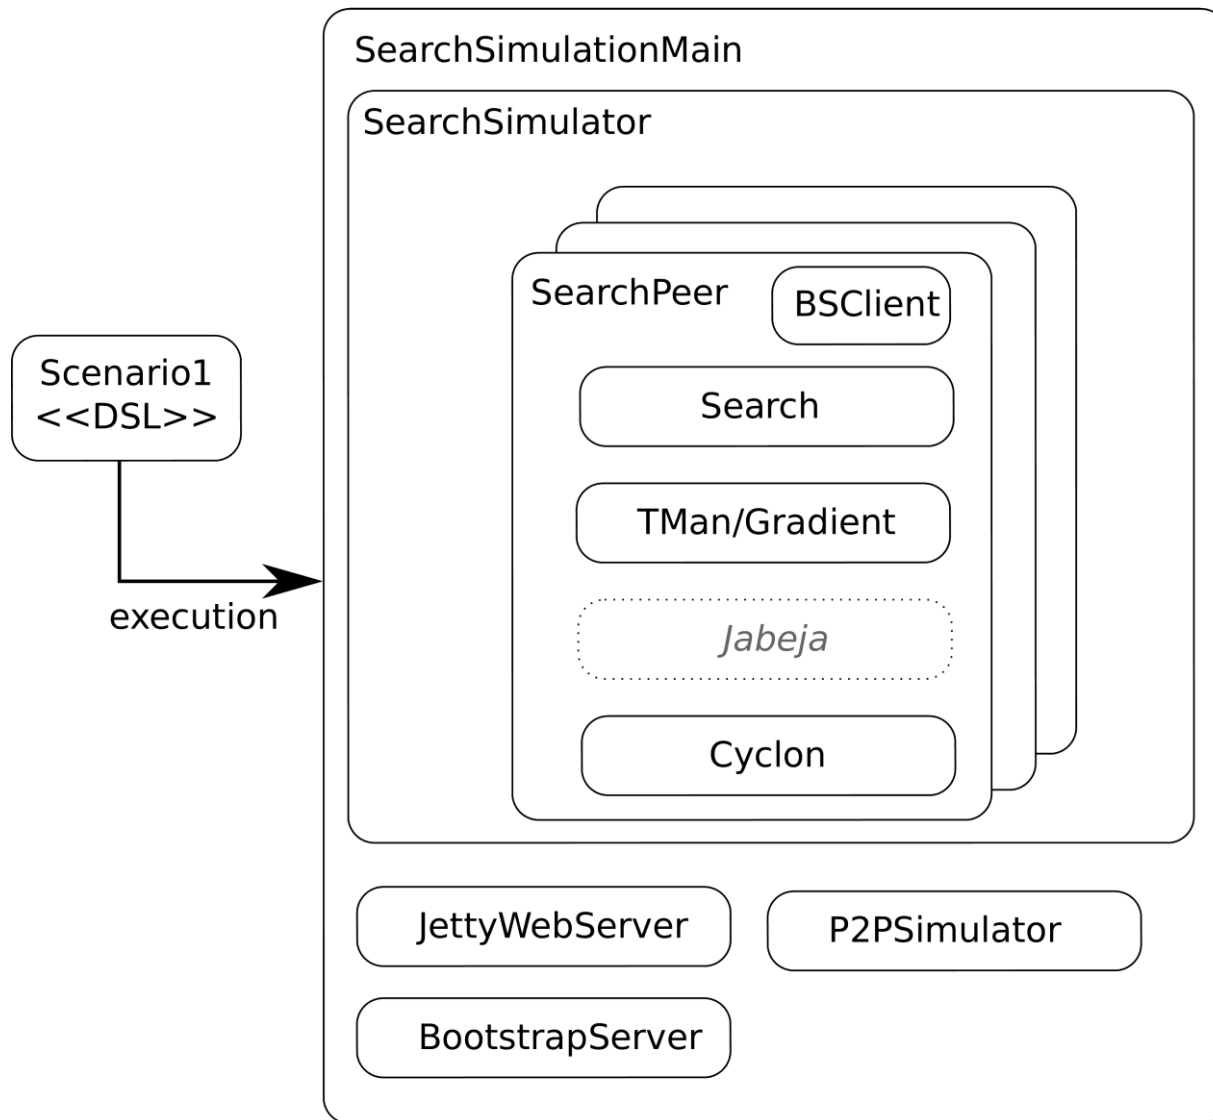 SearchSimulationMain
SearchSimulator
SearchPeer
BSClient
Scenario1
<<DSL>>
Search
TMan/Gradient
execution
Jabeja
Cyclon
JettyWebServer
P2PSimulator
BootstrapServer